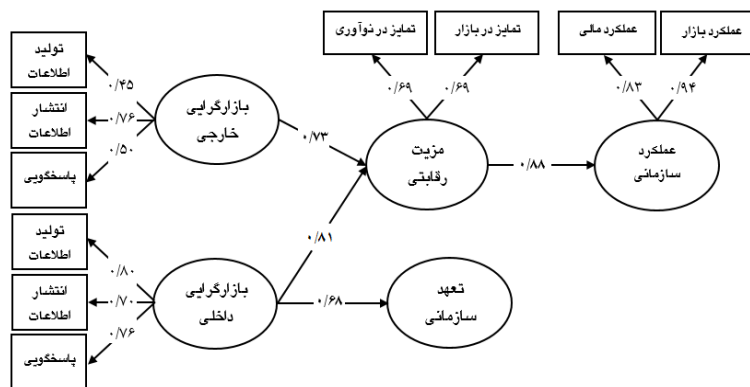 تمایز در نوآوری
تمایز در بازار
عملکرد مالی
عملکرد بازار
۰/۶۹
۰/۶۹
۰/۸۳
۰/۹۴
تولید
اطلاعات
انتشار
اطلاعات
پاسخگویی
۰/۴۵
۰/۷۶
۰/۵۰
بازارگرایی
خارجی
۰/۷۳
مزیت
رقابتی
۰/۸۸
عملکرد
سازمانی
تولید
اطلاعات
انتشار
اطلاعات
پاسخگویی
۰/۸۰
۰/۷۰
۰/۷۶
بازارگرایی
داخلی
۰/۸۱
۰/۶۸
تعهد
سازمانی